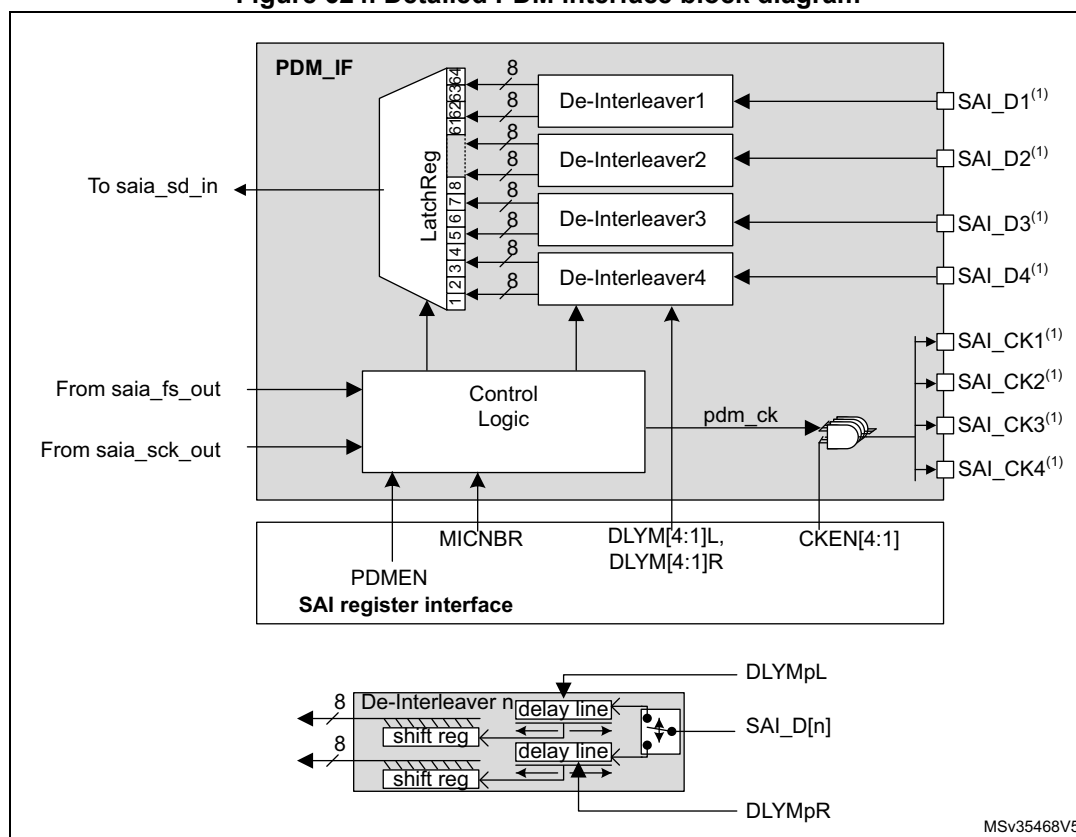 Figure 324. Detailed PDM interface block diagram
PDM_IF
To saia_sd_in
LatchReg
61 62 63 64
8
7
6
5
4
3
2
1
8
8
8
8
8
8
8
8
De-Interleaver1
De-Interleaver2
De-Interleaver3
De-Interleaver4
SAI_D1(1)
SAI_D2(1)
SAI_D3(1)
SAI_D4(1)
From saia_fs_out
From saia_sck_out
Control
Logic
pdm_ck
SAI_CK1(1)
SAI_CK2(1)
SAI_CK3(1)
SAI_CK4(1)
PDMEN
MICNBR
DLYM[4:1]L,
DLYM[4:1]R
CKEN[4:1]
SAI register interface
De-Interleaver n
8
8
shift reg
shift reg
delay line
delay line
DLYMpL
SAI_D[n]
DLYMpR
MSv35468V5